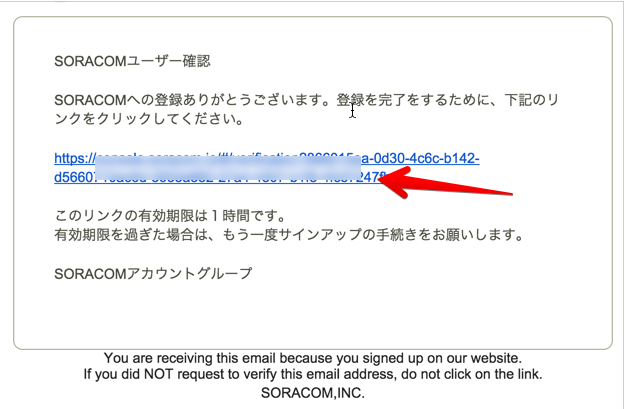 SORACOMユーザー確認
SORACOMへの登録ありがとうございます。登録を完了をするために、下記のリ
ンクをクリックしてください。
https://
このリンクの有効期限は１時間です。
有効期限を過ぎた場合は、もう一度サインアップの手続きをお願いします。
SORACOMアカウントグループ
You are receiving this email because you signed up on our website.
If you did NOT request to verify this email address, do not click on the link.
SORACOM,INC.